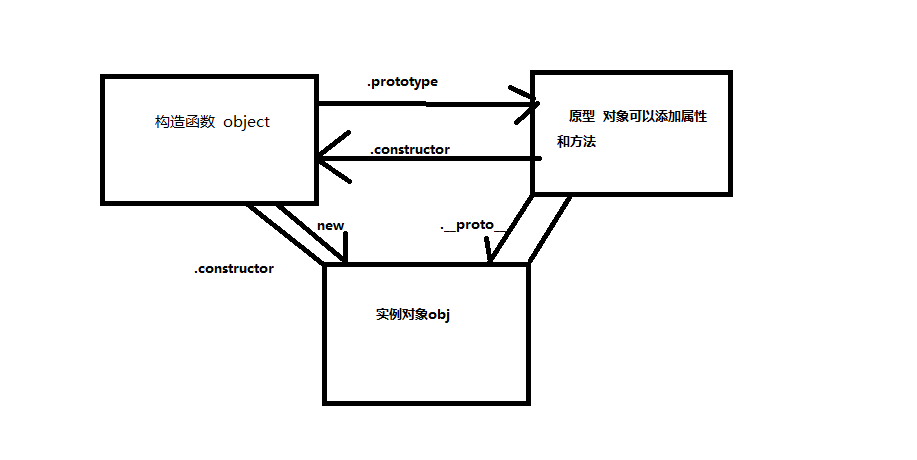 .prototype
构造函数 object
原型 对象可以添加属性
和方法
.constructor
new
.__proto__
.constructor
实例对象obj